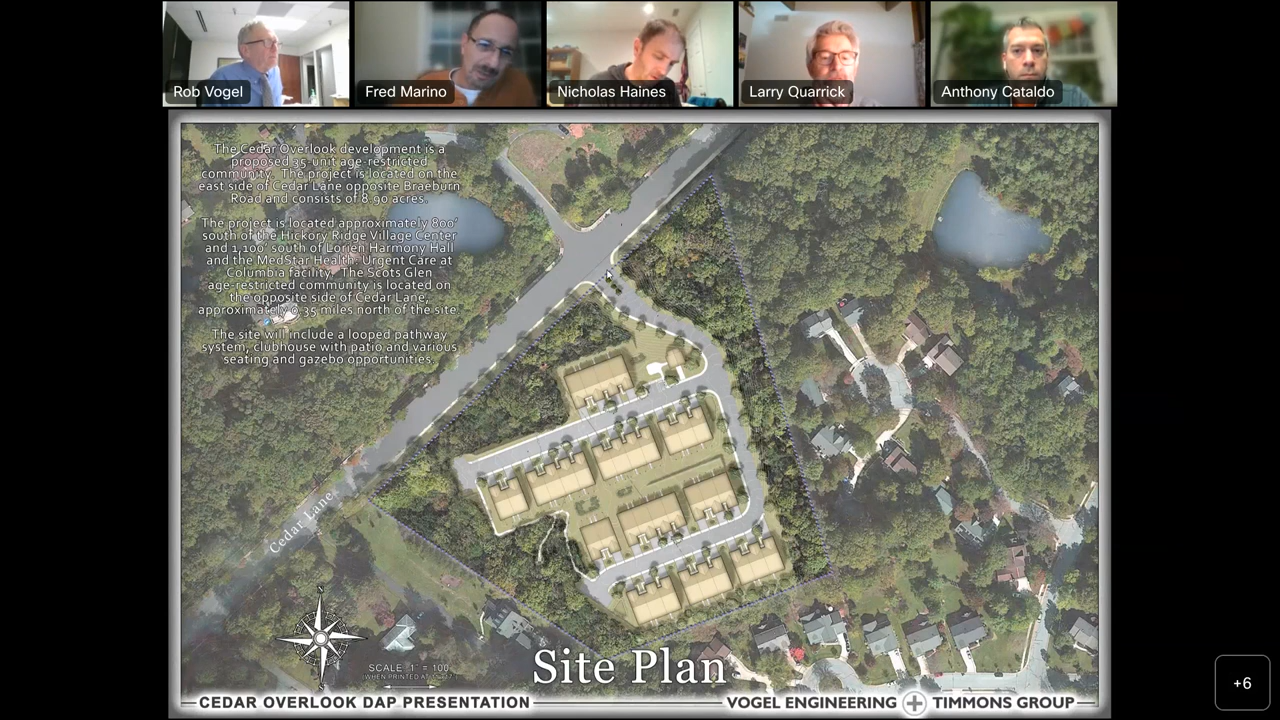 Rob Vogel
Fred Marino
Nicholas Haines
Larry Quarrick
Anthony Cataldo
The Cedar Overlook development is a
proposed 35-unit age-restricted
community. The project is located on the
east side of Cedar Lane opposite Braeburn
Road and consists of 8.90 acres.
The project is located approximately 800'
south of the Hickory Ridge Village Center
and 1,100' south of Lorien Harmony Hall
and the MedStar Health: Urgent Care at
Columbia facility. The Scots Glen
age-restricted community is located on
the opposite side of Cedar Lane,
approximately 0.35 miles north of the site.
The site will include a looped pathway
system, clubhouse with patio and various
seating and gazebo opportunities.
Cedar Lane
SCALE: 1" = 100'
Site Plan
CEDAR OVERLOOK DAP PRESENTATION
VOGEL ENGINEERING + TIMMONS GROUP
+6